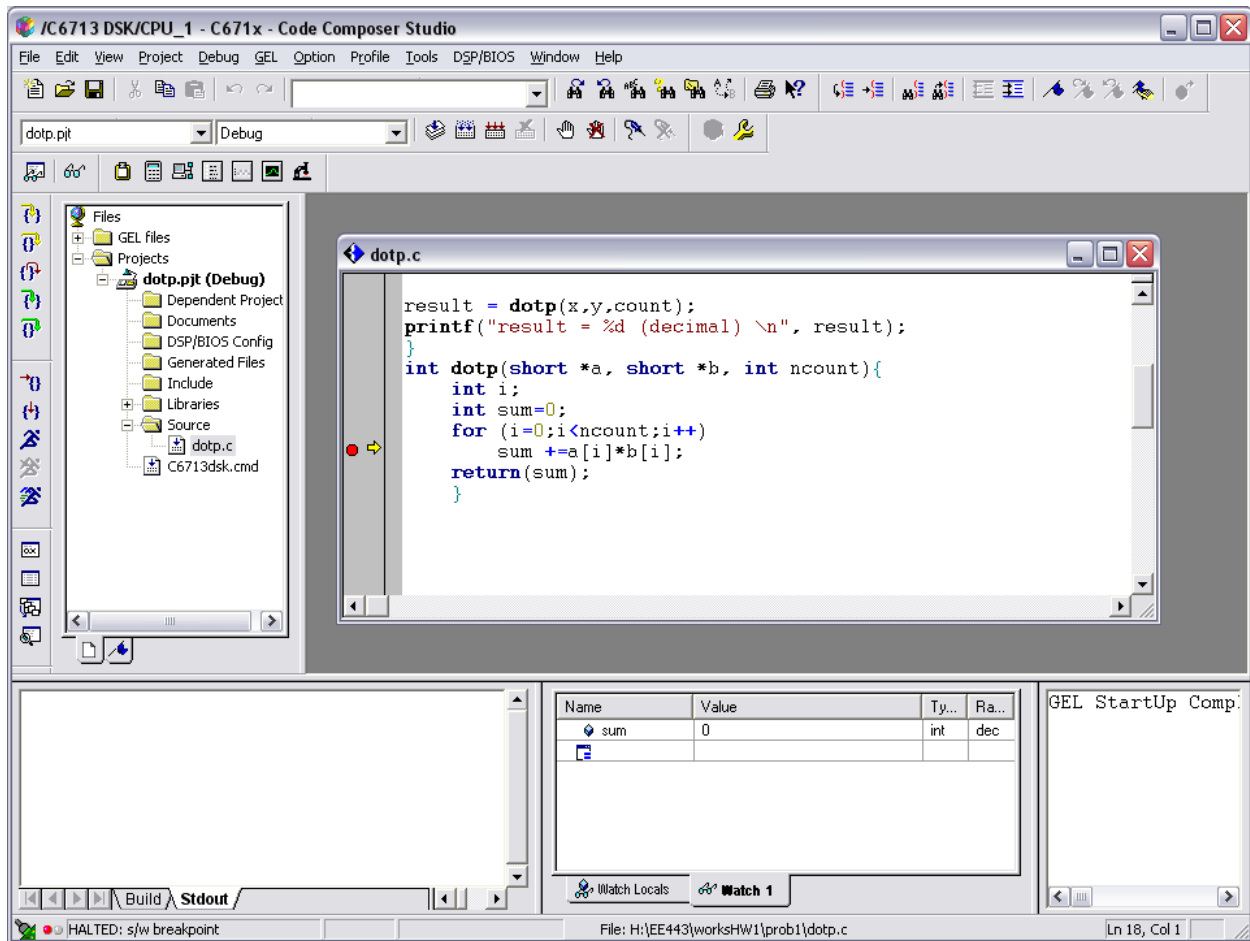 /C6713 DSK/CPU_1 - C671x - Code Composer Studio
File Edit View Project Debug GEL Option Profile Tools DSP/BIOS Window Help
dotp.pjt Debug
Files
GEL files
Projects
dotp.pjt (Debug)
Dependent Project
Documents
DSP/BIOS Config
Generated Files
Include
Libraries
Source
dotp.c
C6713dsk.cmd
dotp.c
result = dotp(x,y,count);
printf("result = %d (decimal) \n", result);
}
int dotp(short *a, short *b, int ncount){
int i;
int sum=0;
for (i=0;i<ncount;i++)
sum +=a[i]*b[i];
return(sum);
}
Build Stdout
Name Value Ty... Ra...
sum 0 int dec
Watch Locals Watch 1
GEL StartUp Comp
HALTED: s/w breakpoint File: H:\EE443\worksHW1\prob1\dotp.c Ln 18, Col 1